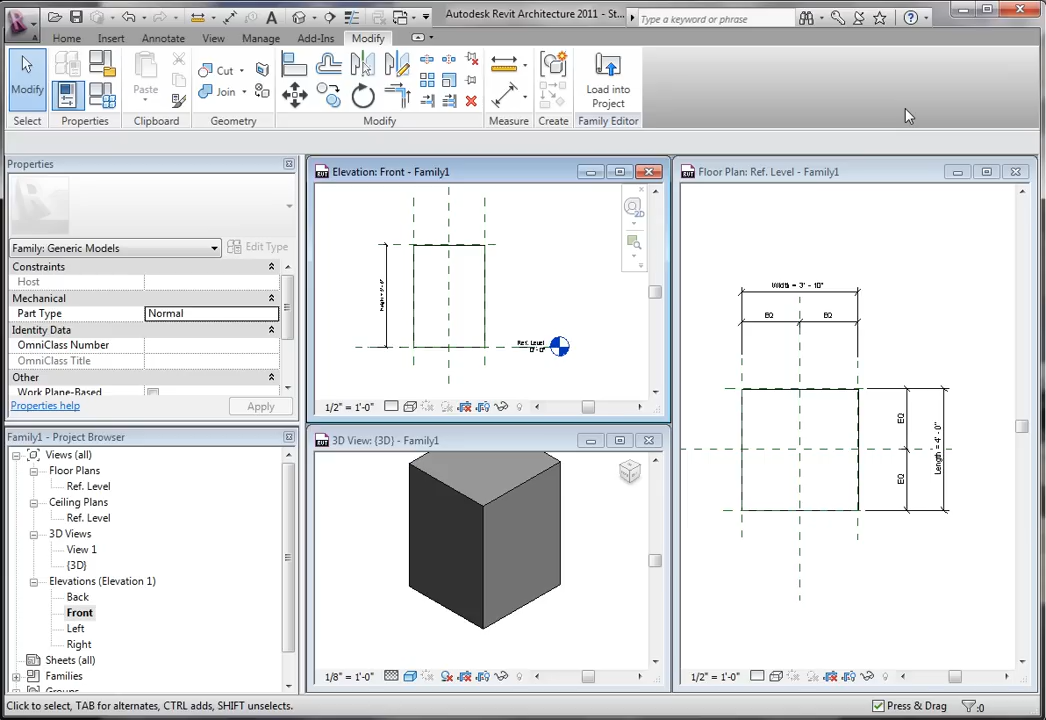 Autodesk Revit Architecture 2011 - St...
Type a keyword or phrase
Home Insert Annotate View Manage Add-Ins Modify
Modify
Paste
Cut
Join
Load into
Project
Select Properties Clipboard Geometry Modify Measure Create Family Editor
Properties
Family: Generic Models
Edit Type
Constraints
Host
Mechanical
Part Type Normal
Identity Data
OmniClass Number
OmniClass Title
Other
Work Plane-Based
Properties help
Apply
Family1 - Project Browser
Views (all)
Floor Plans
Ref. Level
Ceiling Plans
Ref. Level
3D Views
View 1
{3D}
Elevations (Elevation 1)
Back
Front
Left
Right
Sheets (all)
Families
Groups
Elevation: Front - Family1
2D
Ref. Level
0' - 0"
1/2" = 1'-0"
3D View: {3D} - Family1
1/8" = 1'-0"
Floor Plan: Ref. Level - Family1
Width = 3' - 10"
EQ EQ
EQ
EQ
Length = 4' - 0"
1/2" = 1'-0"
Click to select, TAB for alternates, CTRL adds, SHIFT unselects.
Press & Drag
:0